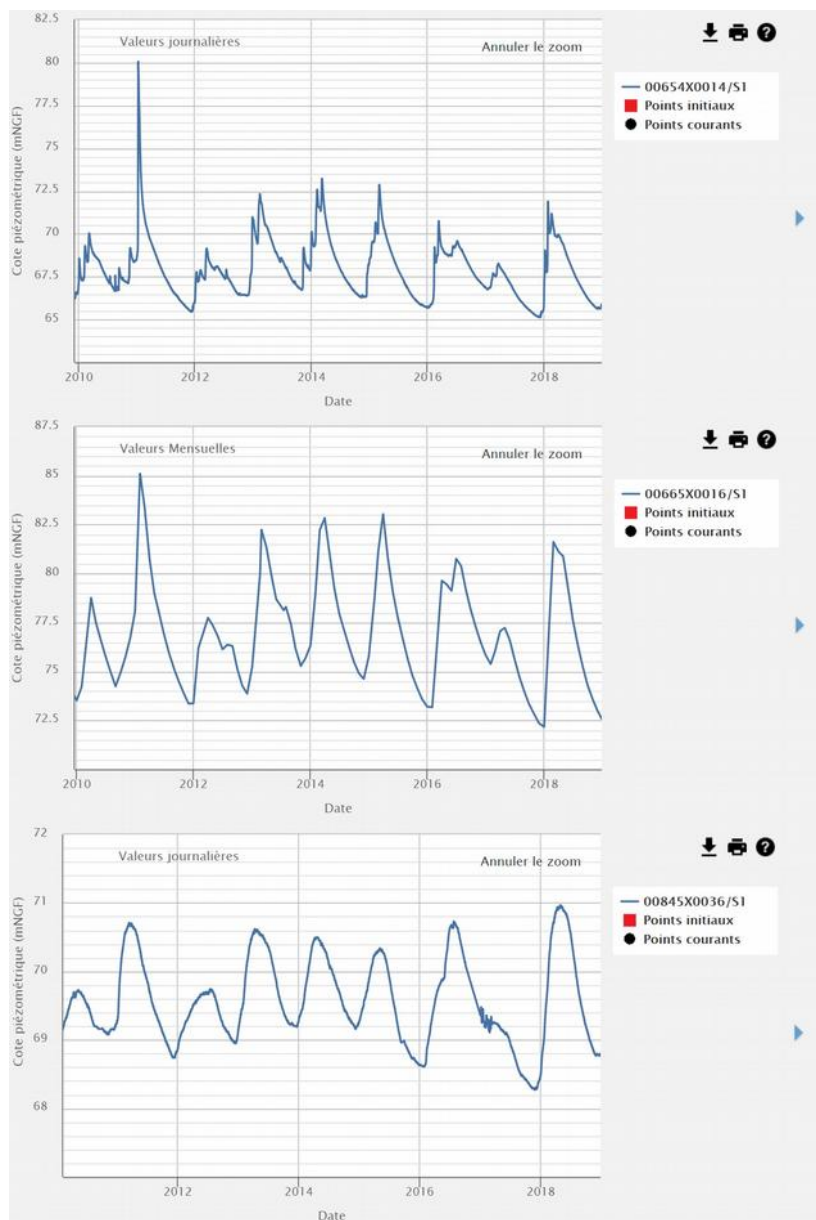 82.5
Valeurs journalières
Annuler le zoom
80
77.5
75
72.5
70
67.5
65
Cote piézométrique (mNGF)
2010
2012
2014
2016
2018
Date
00654X0014/S1
Points initiaux
Points courants
87.5
Valeurs Mensuelles
Annuler le zoom
85
82.5
80
77.5
75
72.5
Cote piézométrique (mNGF)
2010
2012
2014
2016
2018
Date
00665X0016/S1
Points initiaux
Points courants
72
Valeurs journalières
Annuler le zoom
71
70
69
68
Cote piézométrique (mNGF)
2012
2014
2016
2018
Date
00845X0036/S1
Points initiaux
Points courants